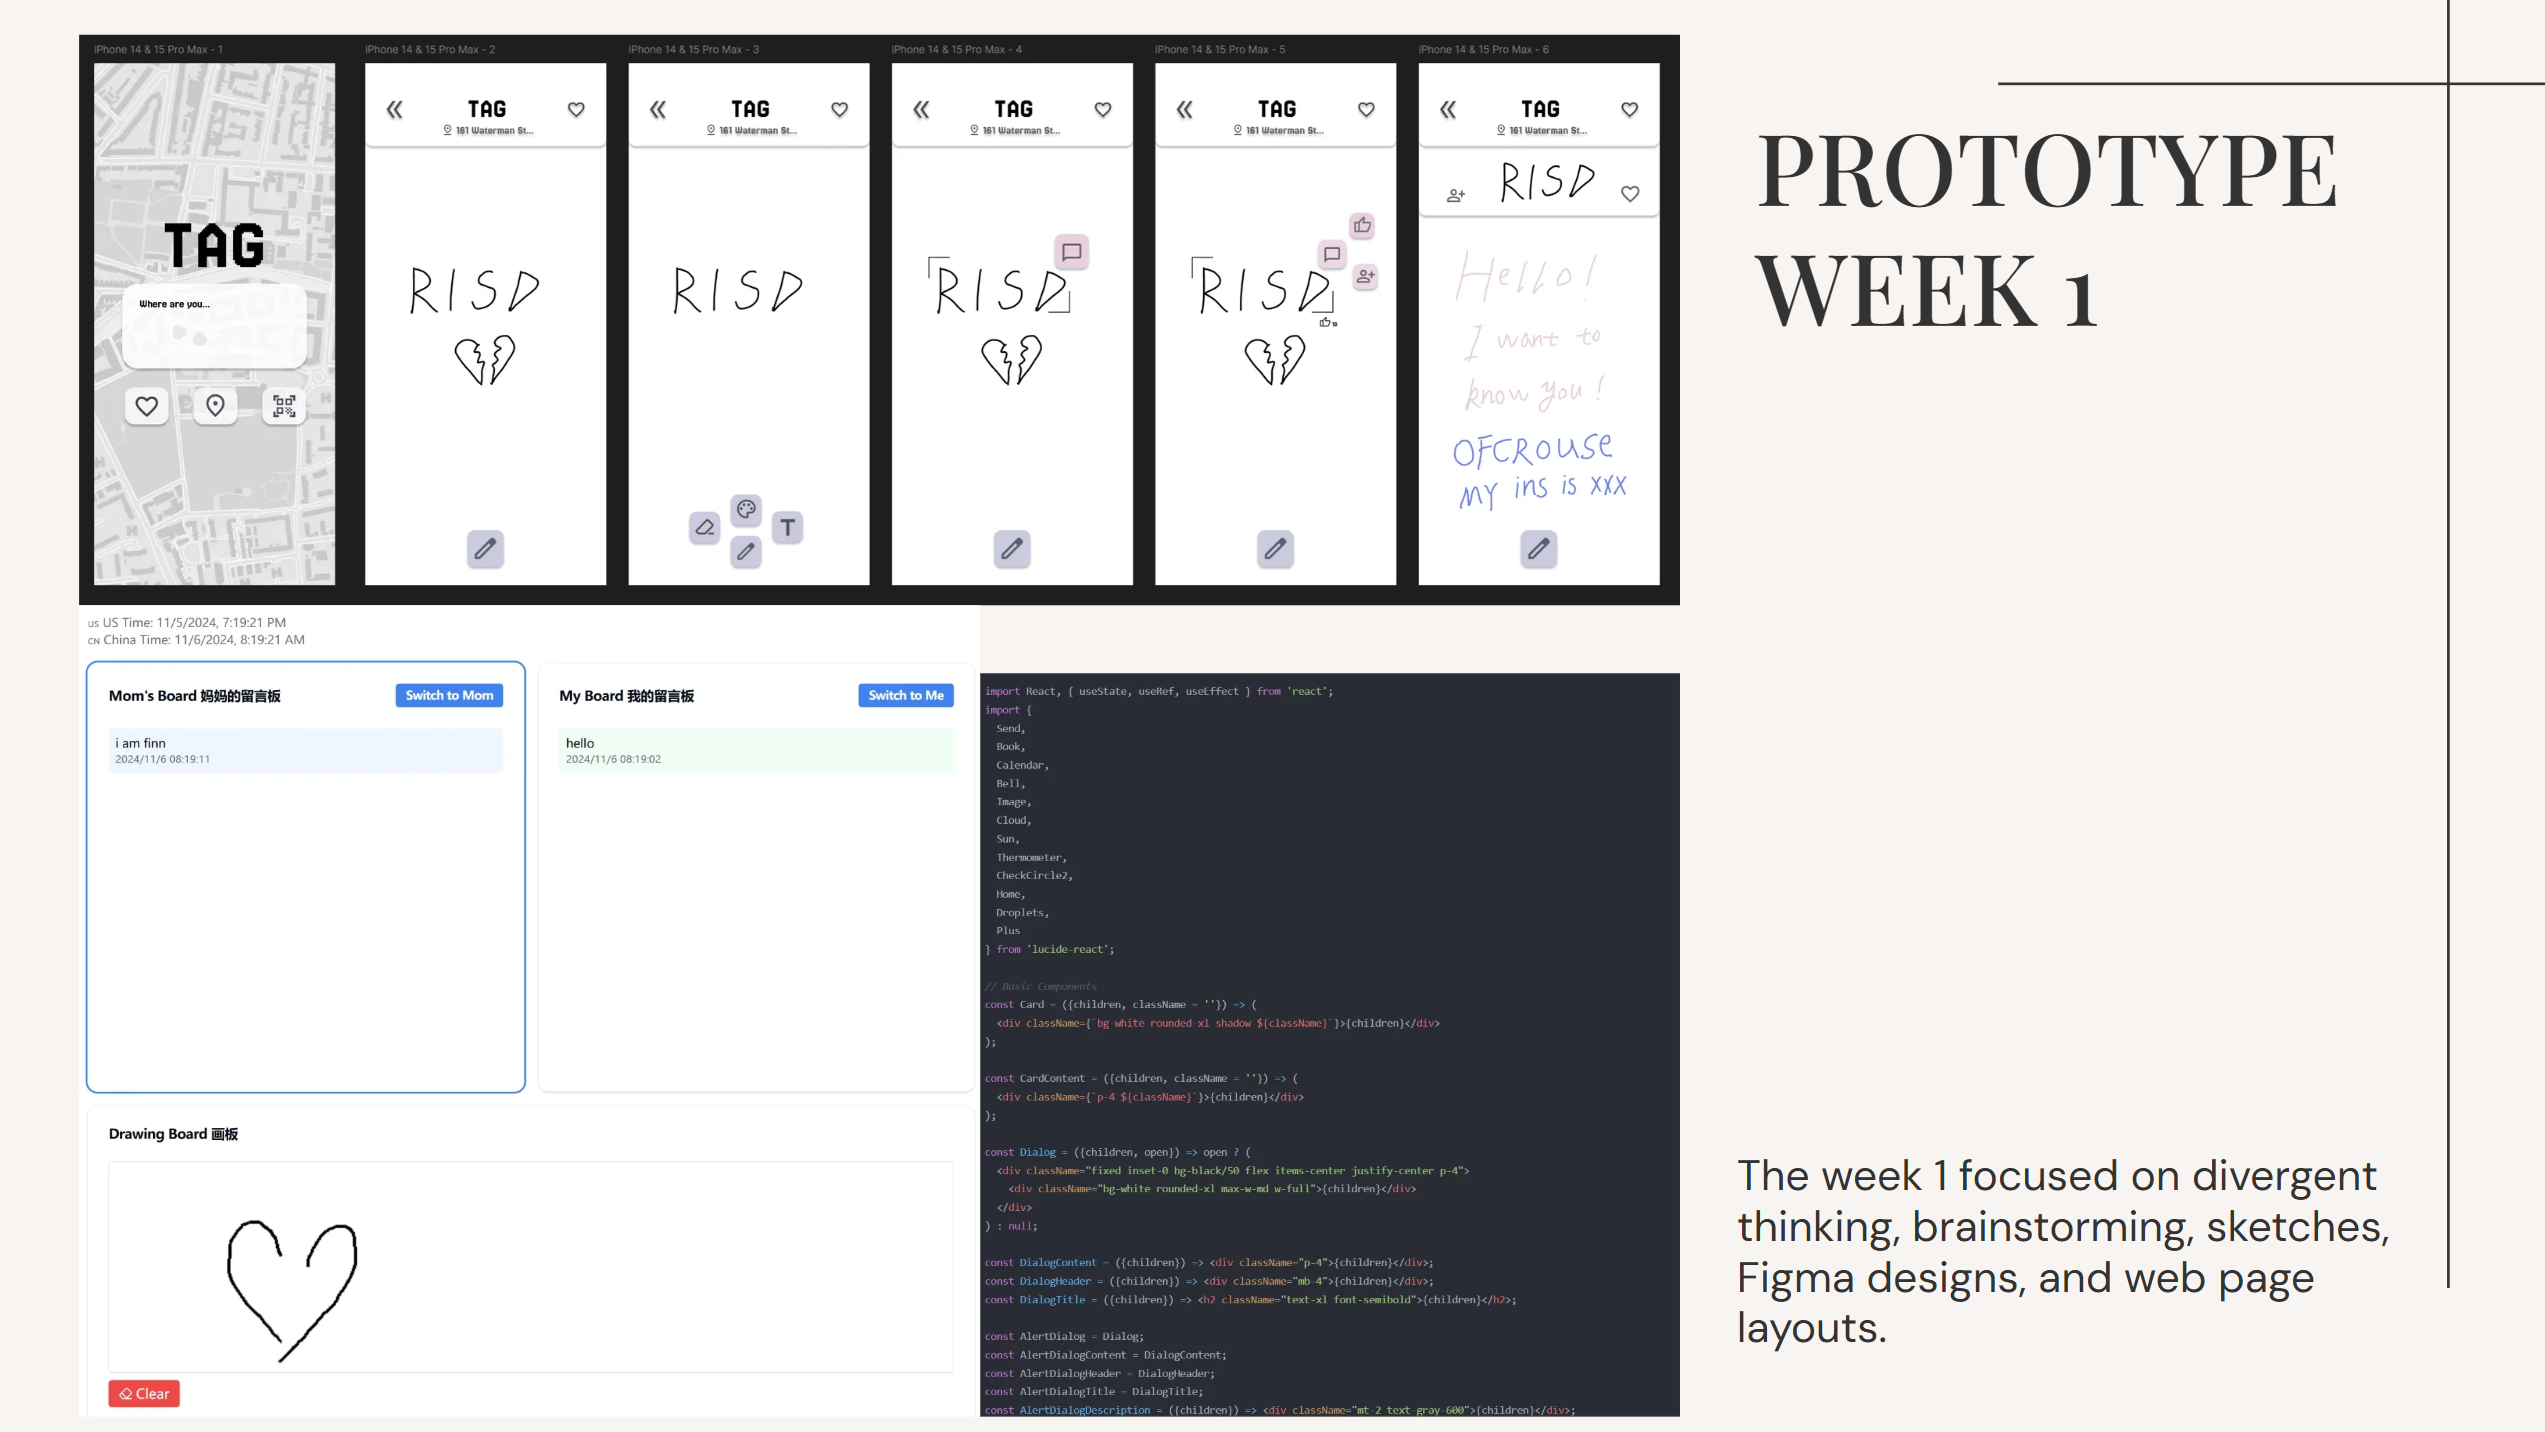 iPhone 14 & 15 Pro Max - 1
TAG
Where are you...
iPhone 14 & 15 Pro Max - 2
TAG
161 Waterman St...
RISD
iPhone 14 & 15 Pro Max - 3
TAG
161 Waterman St...
RISD
T
iPhone 14 & 15 Pro Max - 4
TAG
161 Waterman St...
RISD
iPhone 14 & 15 Pro Max - 5
TAG
161 Waterman St...
RISD
iPhone 14 & 15 Pro Max - 6
TAG
161 Waterman St...
RISD
Hello!
I want to
know you!
OFCROUSE
MY ins is XXX
PROTOTYPE
WEEK 1
US US Time: 11/5/2024, 7:19:21 PM
CN China Time: 11/6/2024, 8:19:21 AM
Mom's Board 妈妈的留言板
Switch to Mom
i am finn
2024/11/6 08:19:11
My Board 我的留言板
Switch to Me
hello
2024/11/6 08:19:02
Drawing Board 画板
Clear
import React, { useState, useRef, useEffect } from 'react';
import {
Send,
Book,
Calendar,
Bell,
Image,
Cloud,
Sun,
Thermometer,
CheckCircle2,
Home,
Droplets,
Plus
} from 'lucide-react';
// Basic Components
const Card = ({children, className = ''}) => (
<div className={`bg-white rounded-xl shadow ${className}`}>{children}</div>
);
const CardContent = ({children, className = ''}) => (
<div className={`p-4 ${className}`}>{children}</div>
);
const Dialog = ({children, open}) => open ? (
<div className="fixed inset-0 bg-black/50 flex items-center justify-center p-4">
<div className="bg-white rounded-xl max-w-md w-full">{children}</div>
</div>
) : null;
const DialogContent = ({children}) => <div className="p-4">{children}</div>;
const DialogHeader = ({children}) => <div className="mb-4">{children}</div>;
const DialogTitle = ({children}) => <h2 className="text-xl font-semibold">{children}</h2>;
const AlertDialog = Dialog;
const AlertDialogContent = DialogContent;
const AlertDialogHeader = DialogHeader;
const AlertDialogTitle = DialogTitle;
const AlertDialogDescription = ({children}) => <div className="mt-2 text-gray-600">{children}</div>;
The week 1 focused on divergent
thinking, brainstorming, sketches,
Figma designs, and web page
layouts.